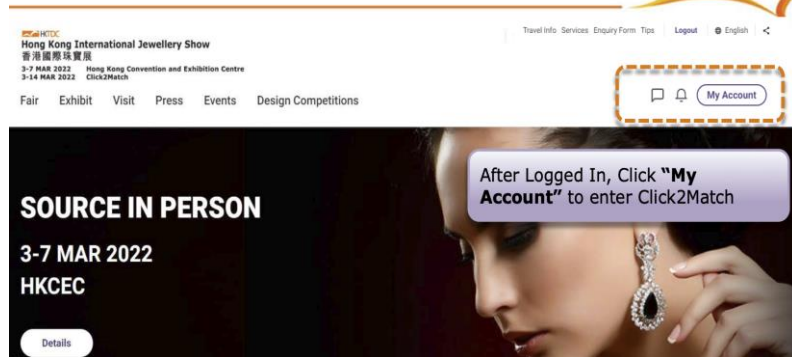 HKTDC
Hong Kong International Jewellery Show
香港國際珠寶展
3-7 MAR 2022 Hong Kong Convention and Exhibition Centre
3-14 MAR 2022 Click2Match
Travel Info Services Enquiry Form Tips Logout English
Fair Exhibit Visit Press Events Design Competitions
My Account
After Logged In, Click “My
Account” to enter Click2Match
SOURCE IN PERSON
3-7 MAR 2022
HKCEC
Details